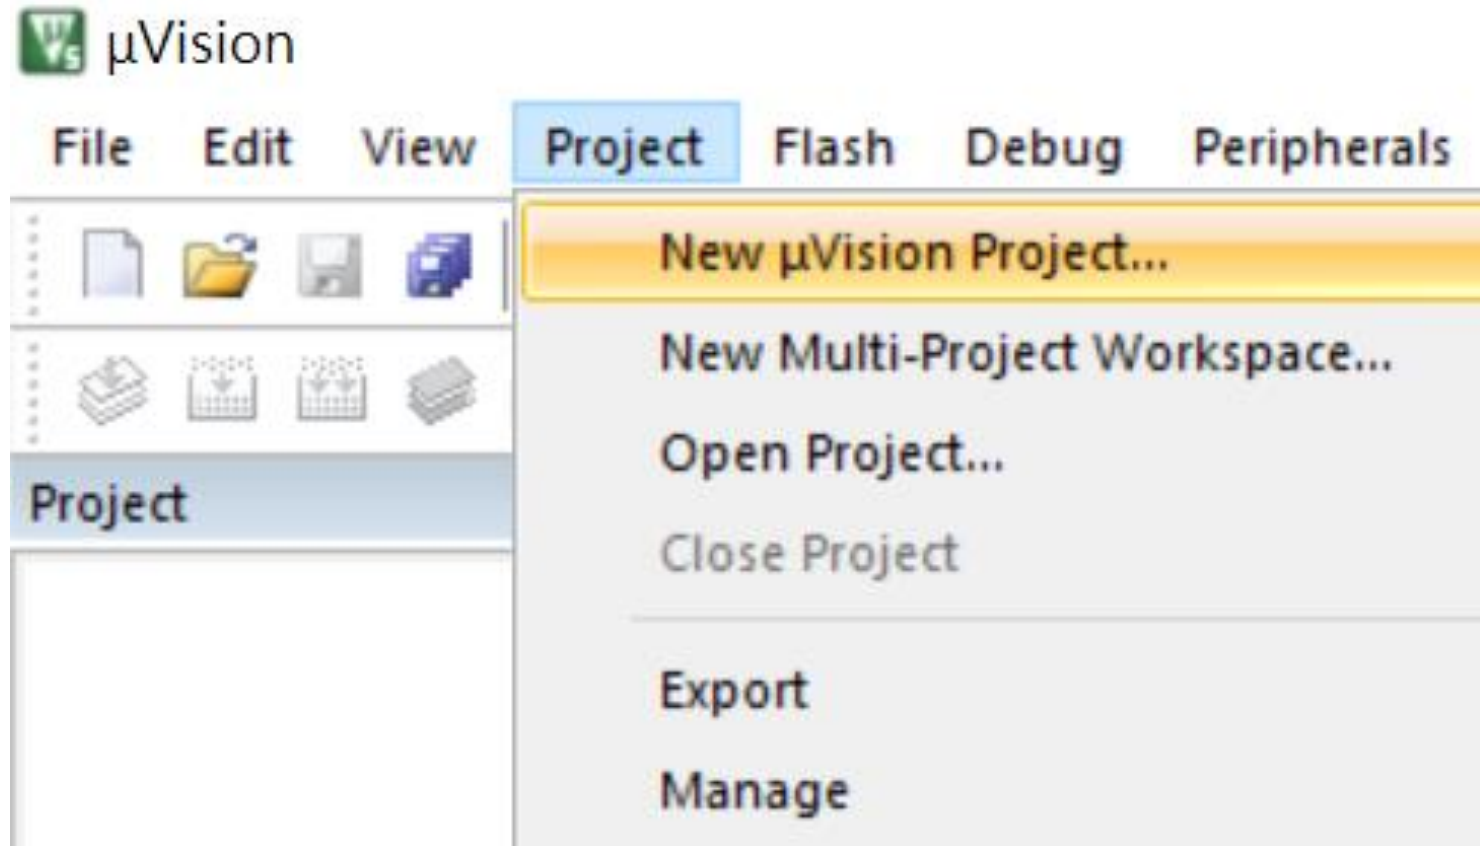 µVision
File Edit View Project Flash Debug Peripherals
New µVision Project...
New Multi-Project Workspace...
Open Project...
Project
Close Project
Export
Manage